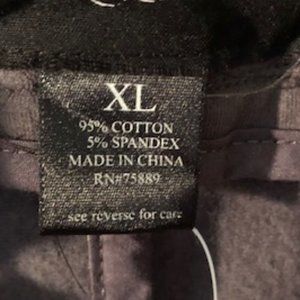 XL
95% COTTON
5% SPANDEX
MADE IN CHINA
RN#75889
see reverse for care